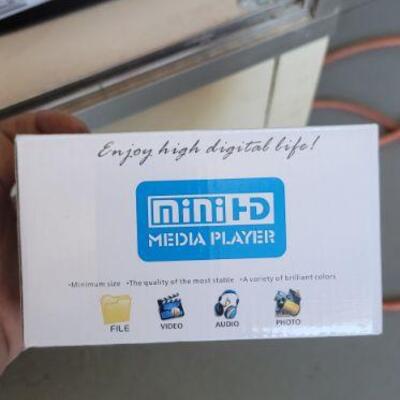 Enjoy high digital life!
mini HD
MEDIA PLAYER
•Minimum size •The quality of the most stable •A variety of brilliant colors
FILE VIDEO AUDIO PHOTO